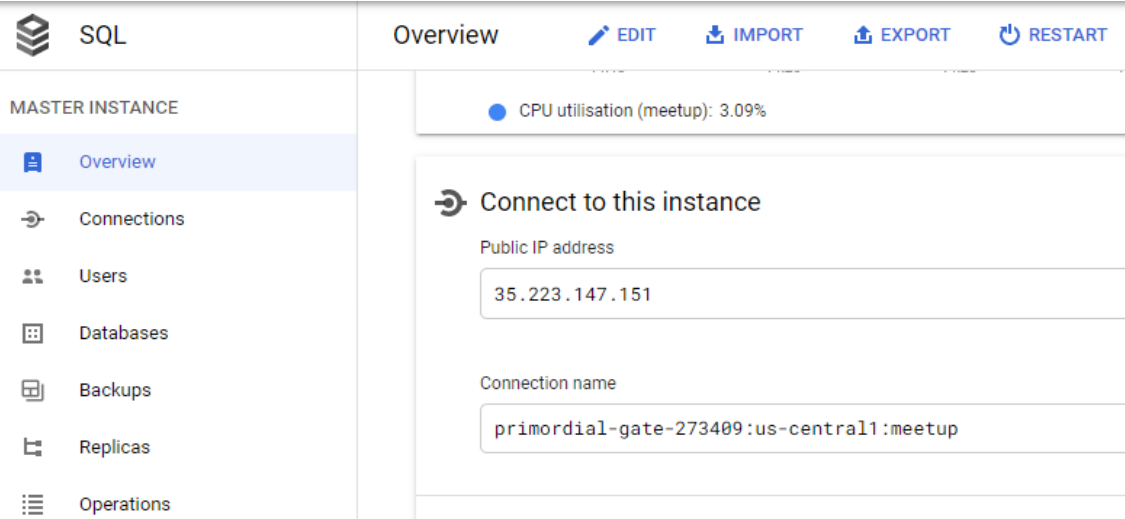 SQL
Overview
EDIT
IMPORT
EXPORT
RESTART
MASTER INSTANCE
Overview
Connections
Users
Databases
Backups
Replicas
Operations
CPU utilisation (meetup): 3.09%
Connect to this instance
Public IP address
35.223.147.151
Connection name
primordial-gate-273409:us-central1:meetup